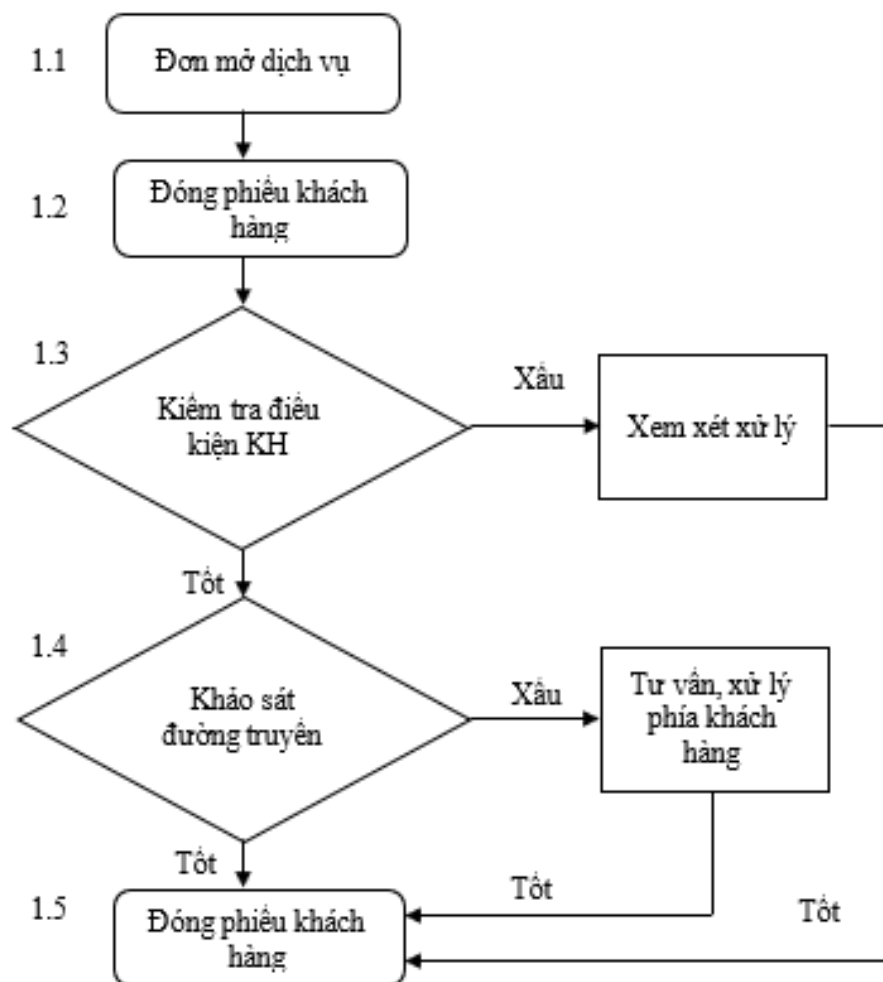 1.1
Đơn mở dịch vụ
1.2
Đóng phiếu khách
hàng
1.3
Kiểm tra điều
kiện KH
Xấu
Xem xét xử lý
Tốt
1.4
Khảo sát
đường truyền
Xấu
Tư vấn, xử lý
phía khách
hàng
Tốt
Tốt
Tốt
1.5
Đóng phiếu khách
hàng